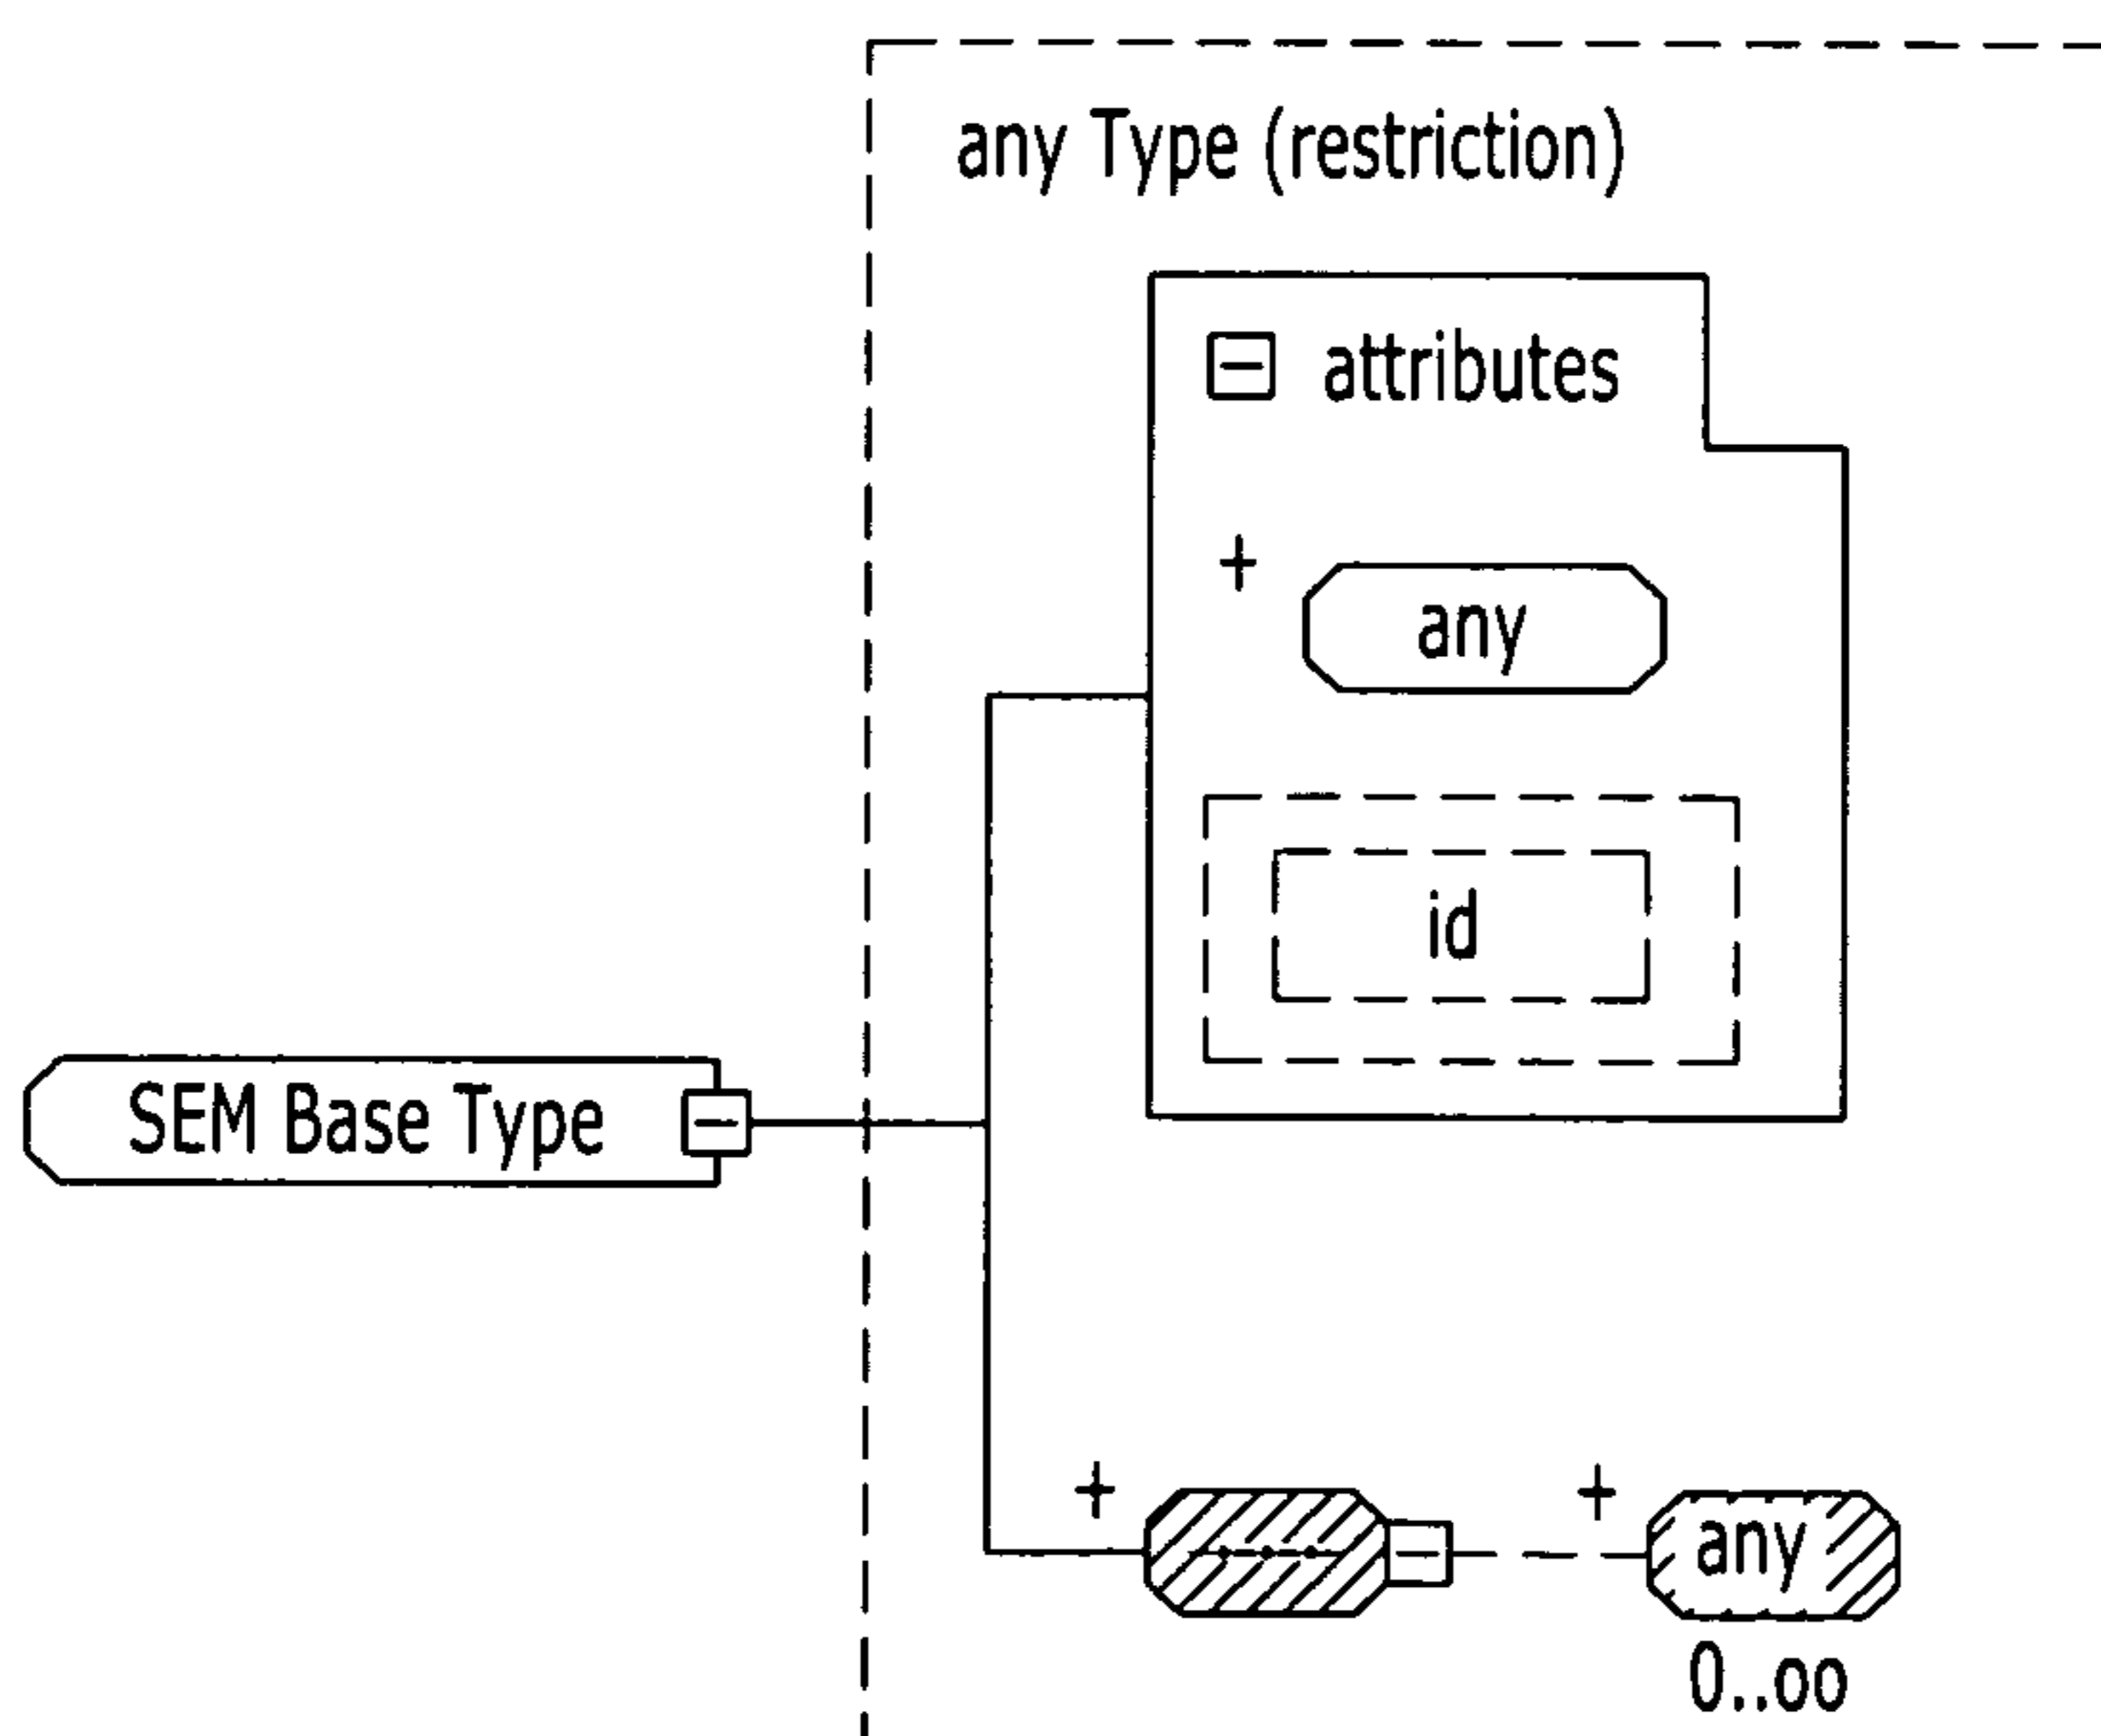 any Type (restriction)
attributes
+
any
id
SEM Base Type
+
+
any
0..oo